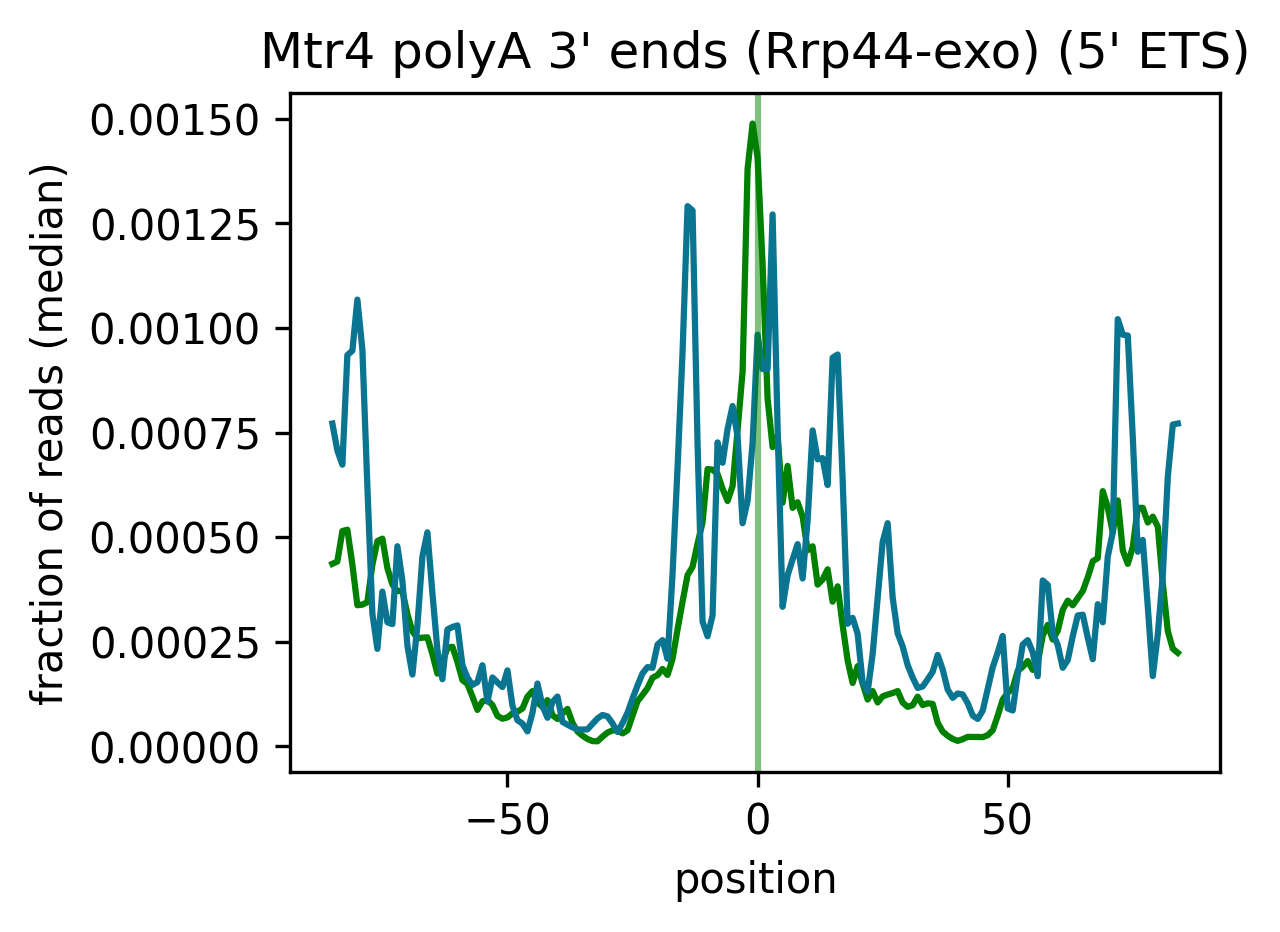 Mtr4 polyA 3' ends (Rrp44-exo) (5' ETS)
fraction of reads (median)
0.00150
0.00125
0.00100
0.00075
0.00050
0.00025
0.00000
−50 0 50
position